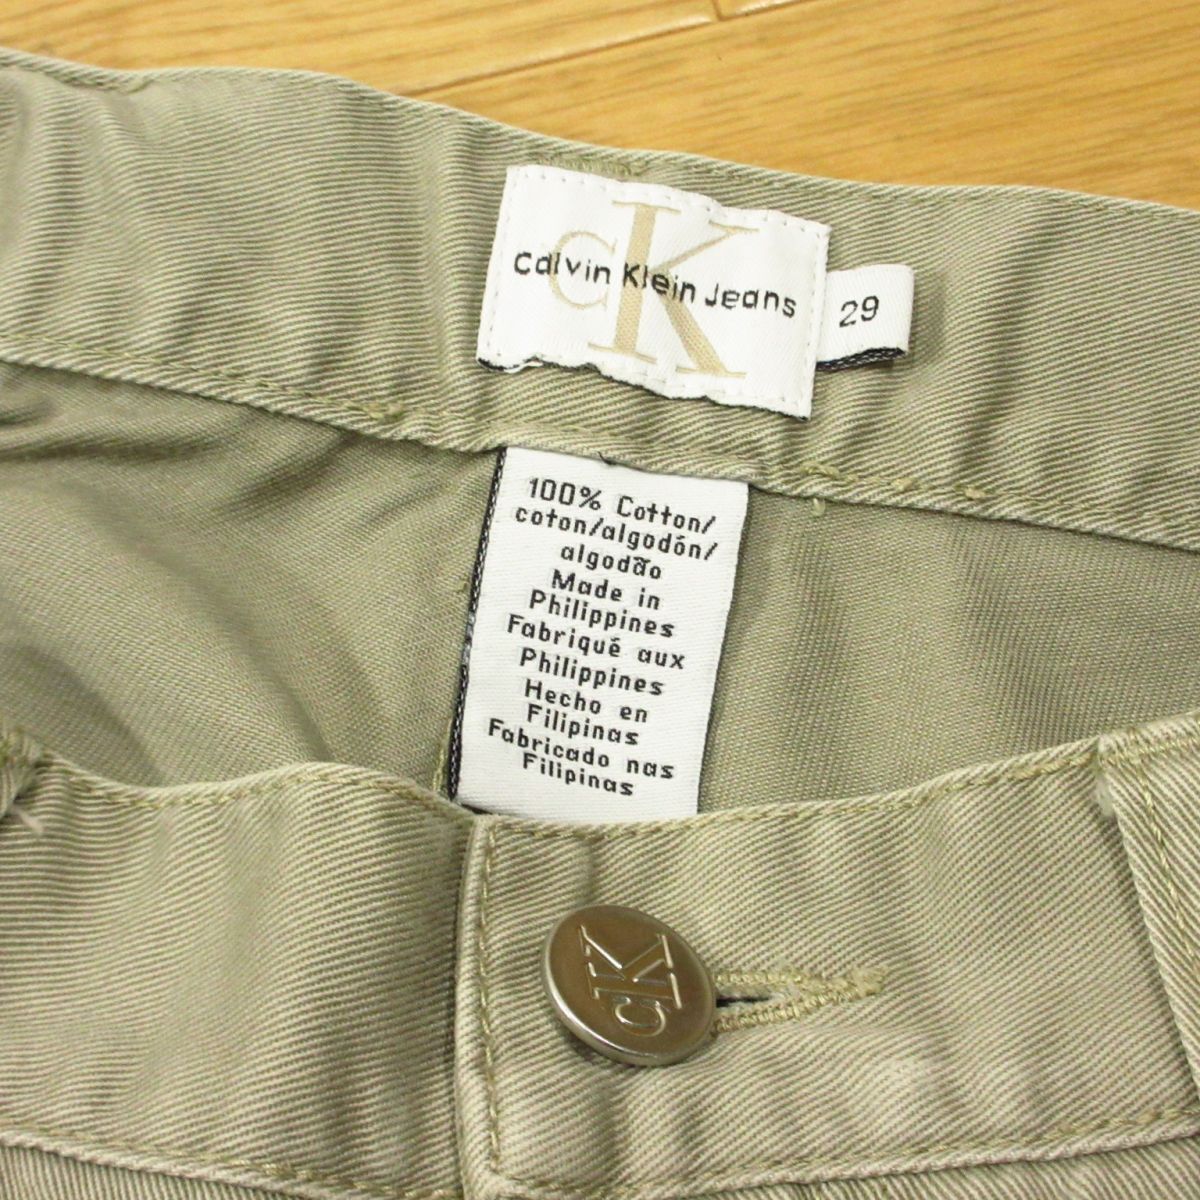 CK
Calvin Klein Jeans
29
100% Cotton/
coton/algodón/
algodão
Made in
Philippines
Fabriqué aux
Philippines
Hecho en
Filipinas
Fabricado nas
Filipinas
CK